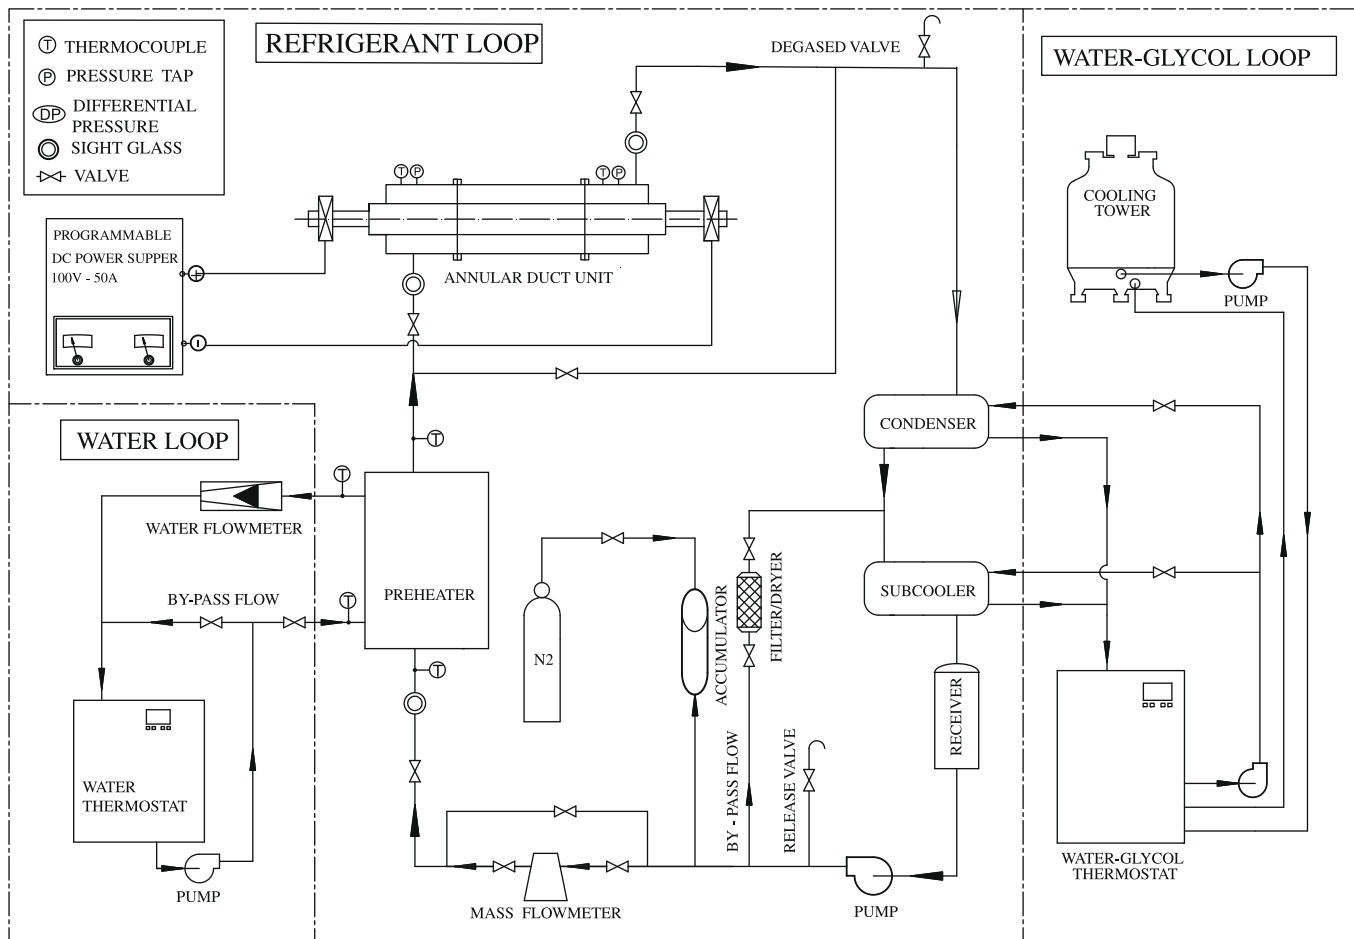 REFRIGERANT LOOP
WATER-GLYCOL LOOP
WATER LOOP
T THERMOCOUPLE
P PRESSURE TAP
DP DIFFERENTIAL
PRESSURE
SIGHT GLASS
VALVE
DEGASED VALVE
T P
T P
PROGRAMMABLE
DC POWER SUPPER
100V - 50A
+
ANNULAR DUCT UNIT
COOLING
TOWER
PUMP
CONDENSER
T
T
WATER FLOWMETER
BY-PASS FLOW
T
PREHEATER
T
N2
ACCUMULATOR
FILTER/DRYER
SUBCOOLER
RECEIVER
BY - PASS FLOW
RELEASE VALVE
WATER
THERMOSTAT
PUMP
MASS FLOWMETER
PUMP
WATER-GLYCOL
THERMOSTAT